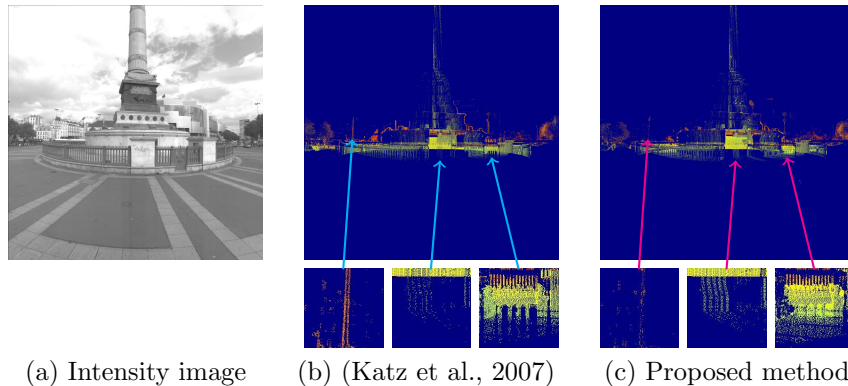 (a) Intensity image
(b) (Katz et al., 2007)
(c) Proposed method